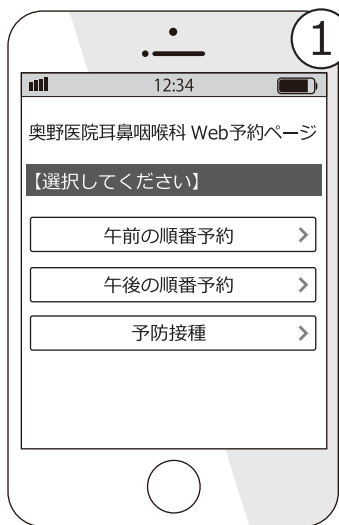 ①
12:34
奥野医院耳鼻咽喉科 Web予約ページ
【選択してください】
午前の順番予約
午後の順番予約
予防接種